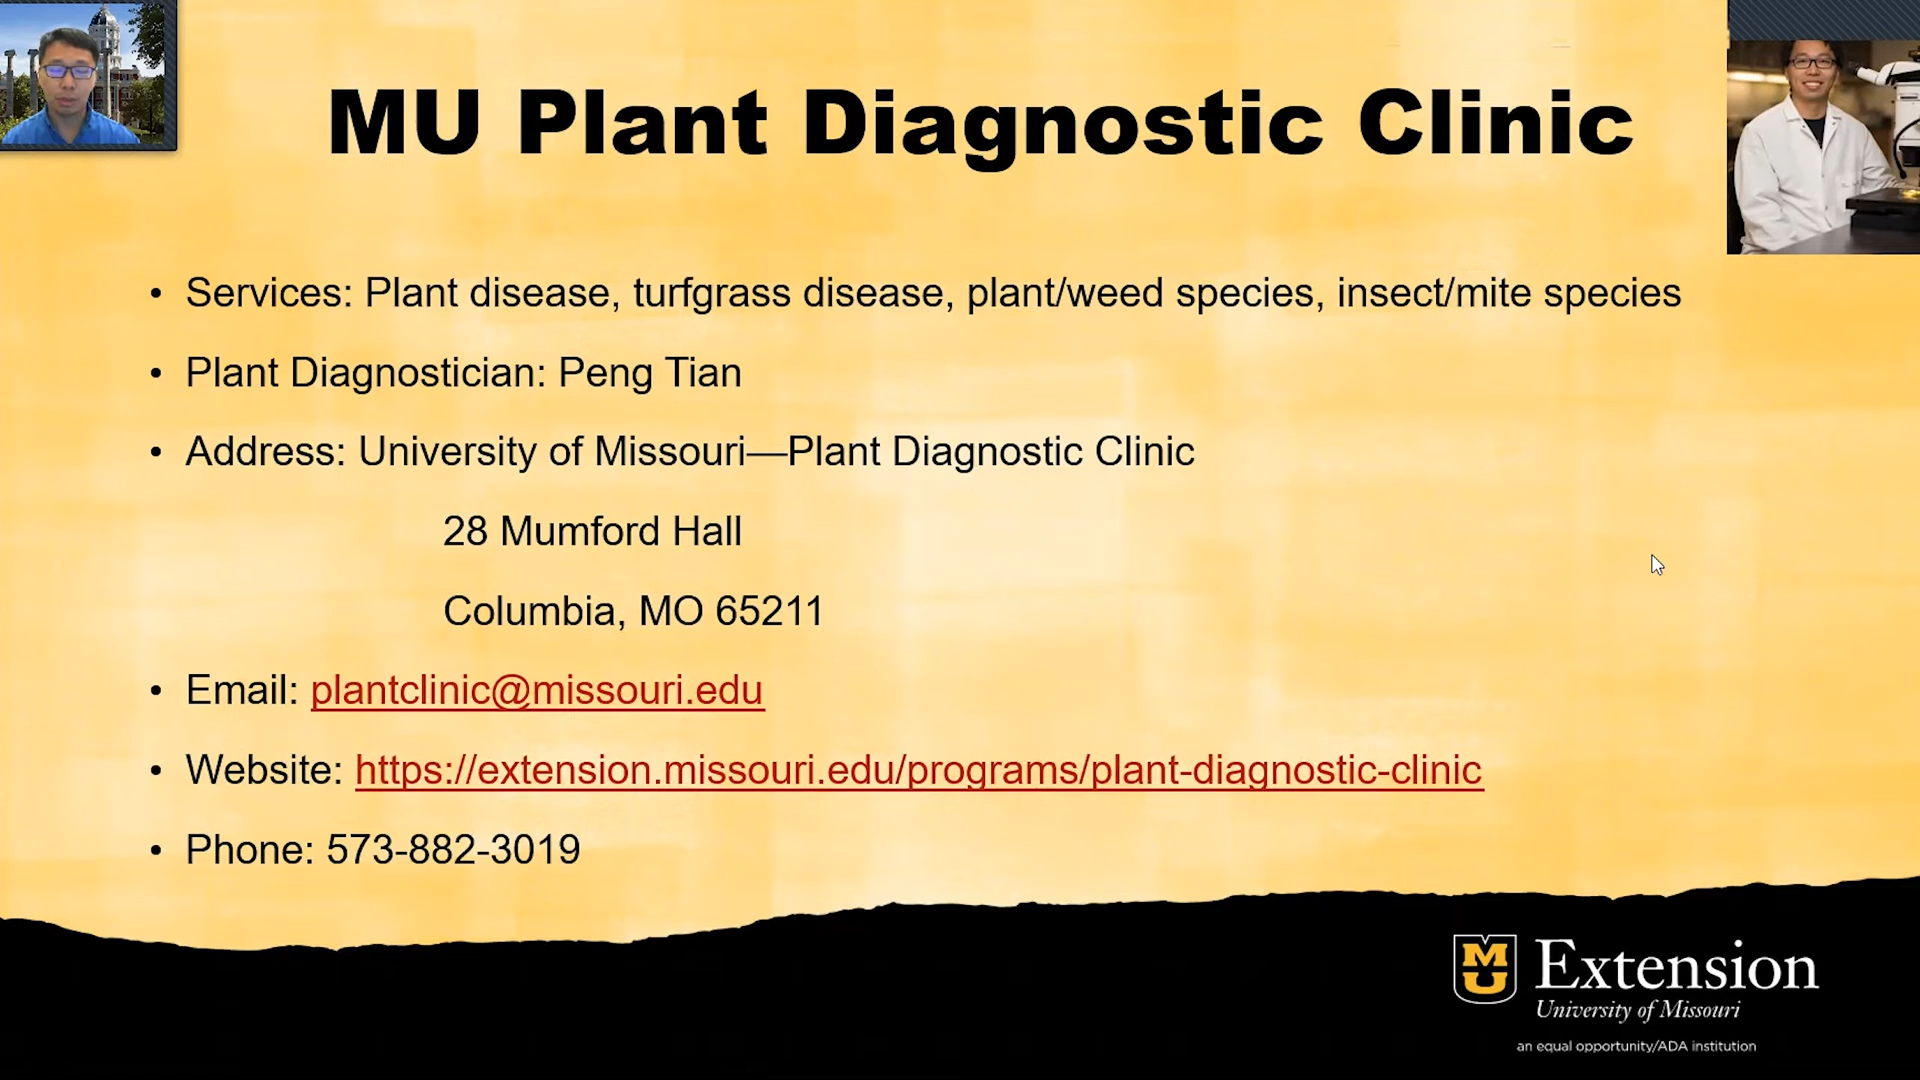 MU Plant Diagnostic Clinic
• Services: Plant disease, turfgrass disease, plant/weed species, insect/mite species
• Plant Diagnostician: Peng Tian
• Address: University of Missouri—Plant Diagnostic Clinic
28 Mumford Hall
Columbia, MO 65211
• Email: plantclinic@missouri.edu
• Website: https://extension.missouri.edu/programs/plant-diagnostic-clinic
• Phone: 573-882-3019
MU Extension
University of Missouri
an equal opportunity/ADA institution